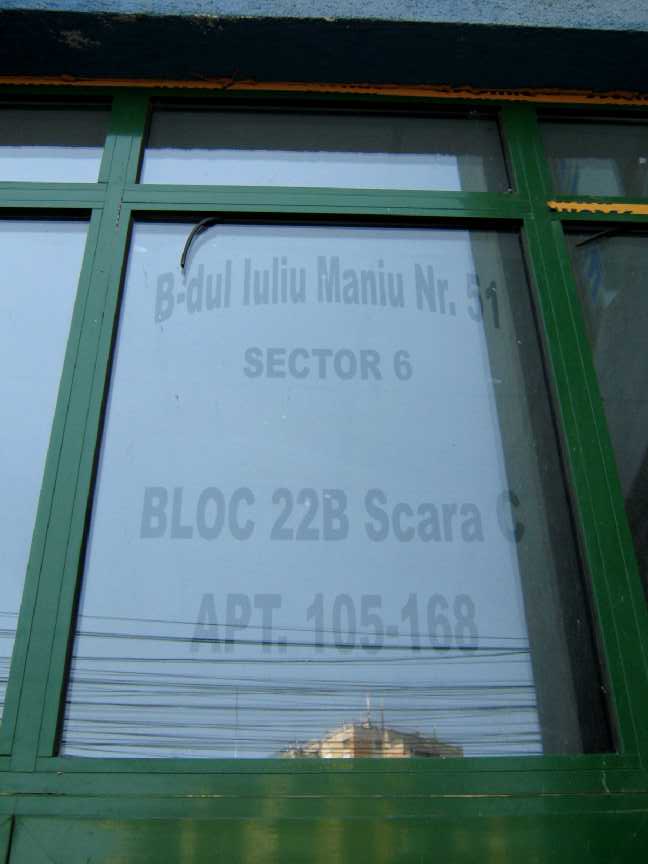 B-dul Iuliu Maniu Nr. 51
SECTOR 6
BLOC 22B Scara C
APT. 105-168